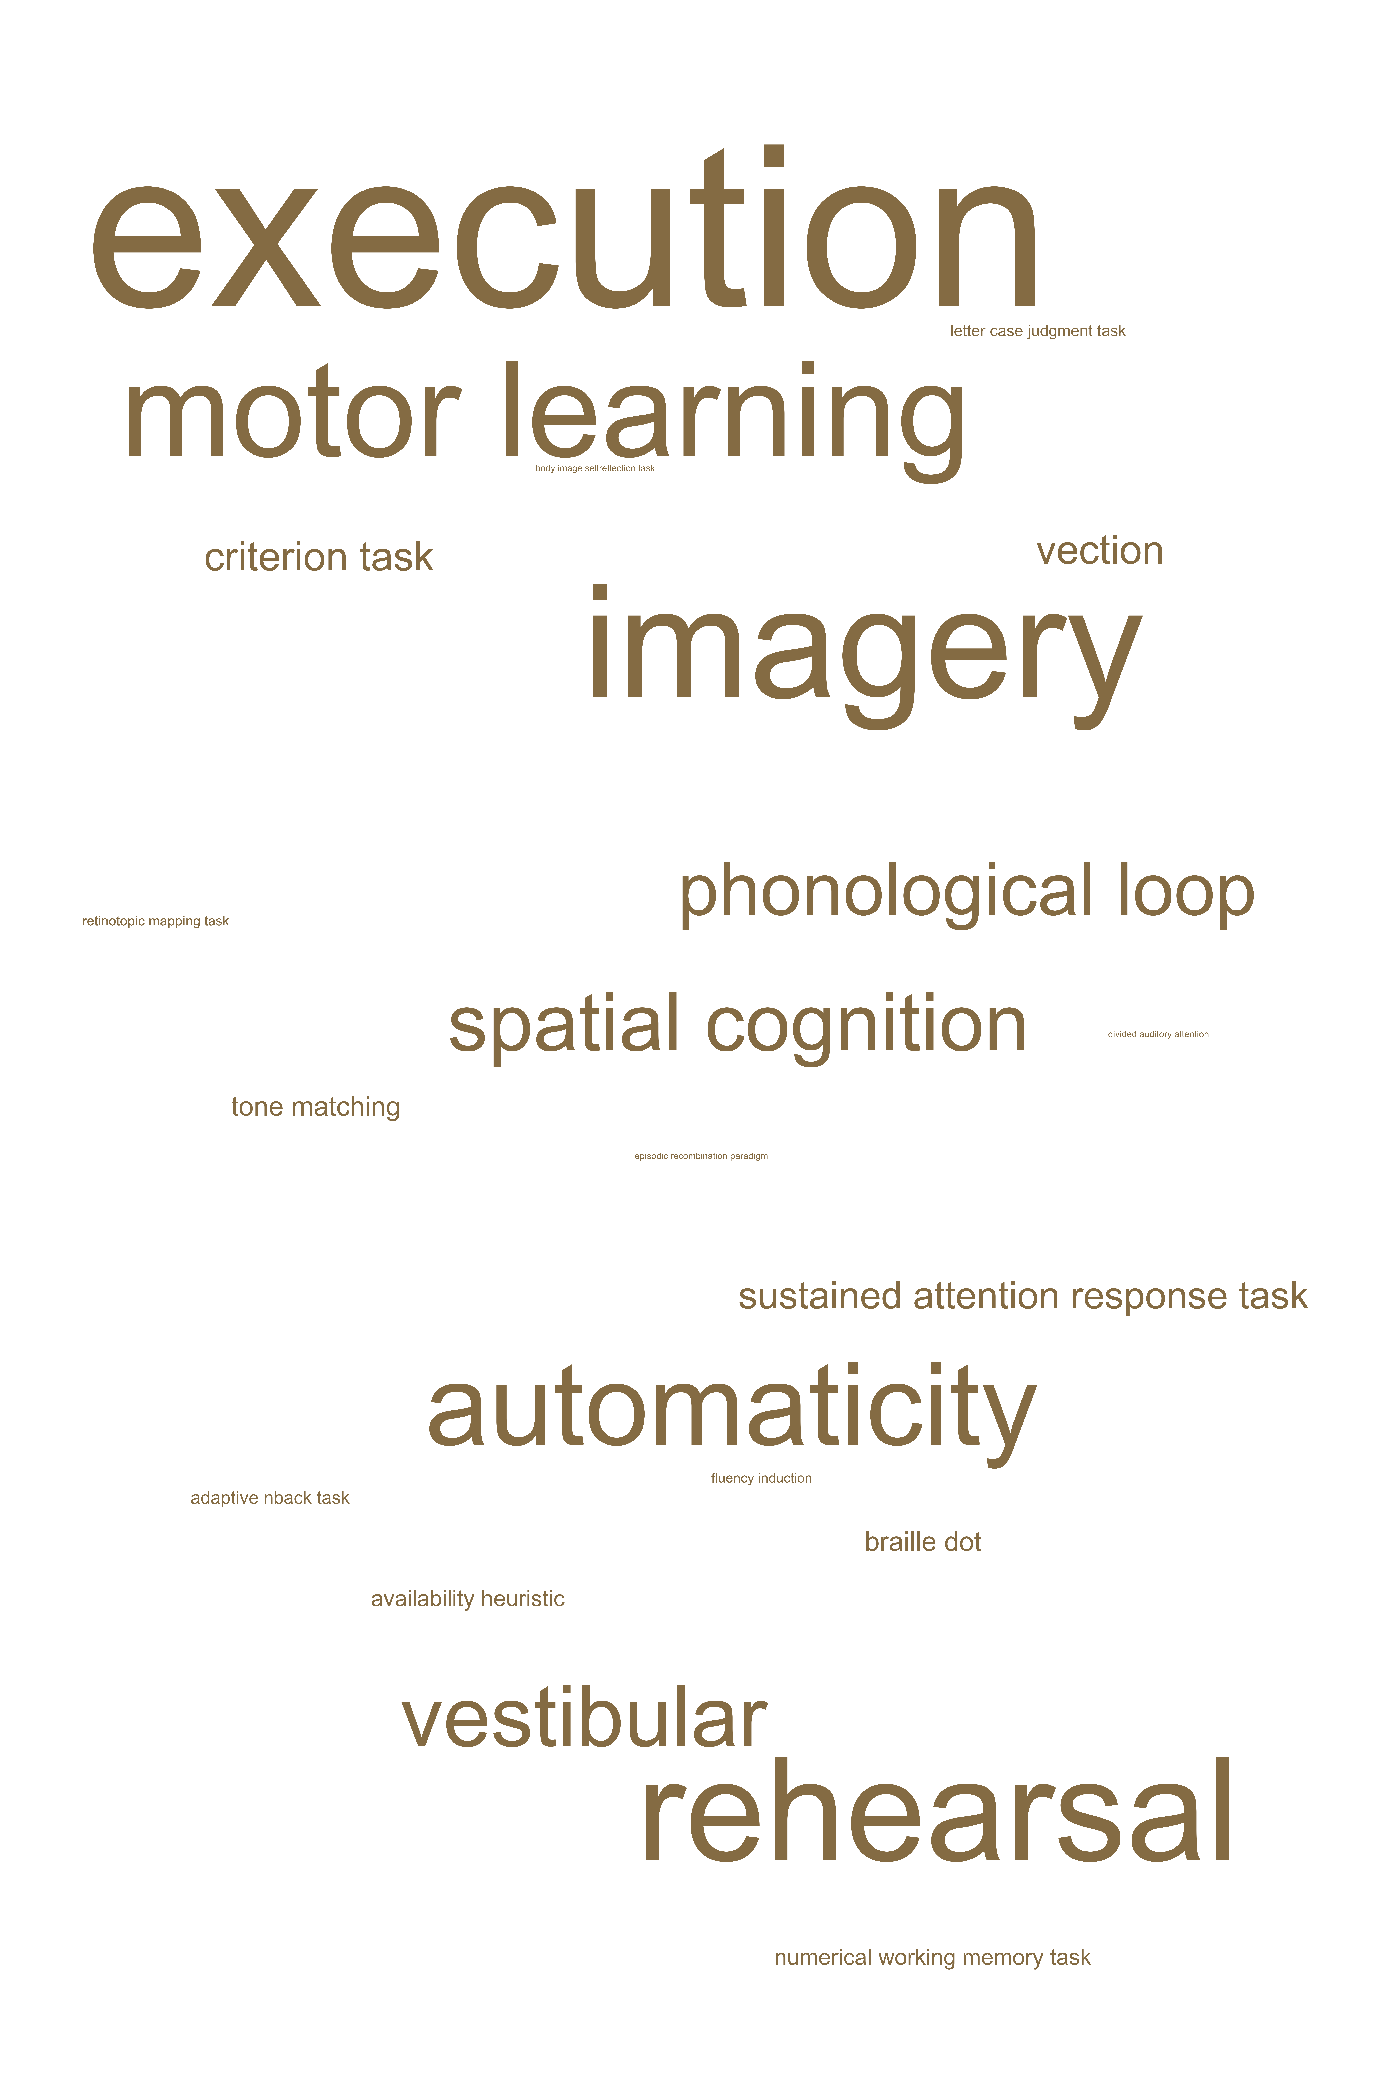 execution
letter case judgment task
motor learning
body image selfreflection task
criterion task
vection
imagery
phonological loop
retinotopic mapping task
spatial cognition
divided auditory attention
tone matching
episodic recombination paradigm
sustained attention response task
automaticity
fluency induction
adaptive nback task
braille dot
availability heuristic
vestibular
rehearsal
numerical working memory task